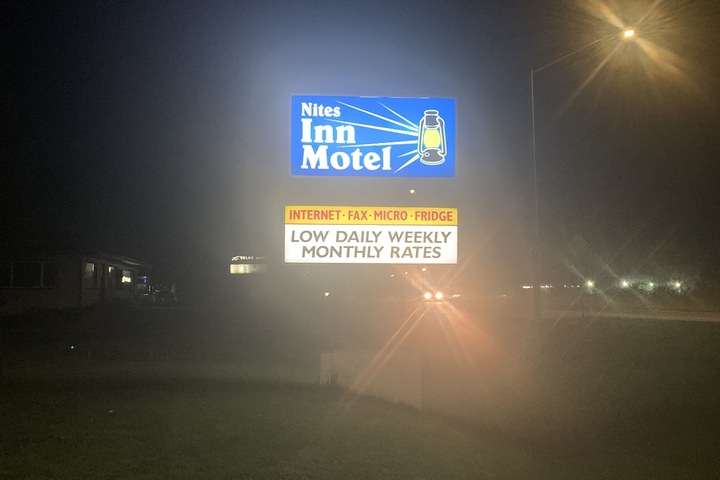 Nites
Inn
Motel
INTERNET · FAX · MICRO · FRIDGE
LOW DAILY WEEKLY
MONTHLY RATES